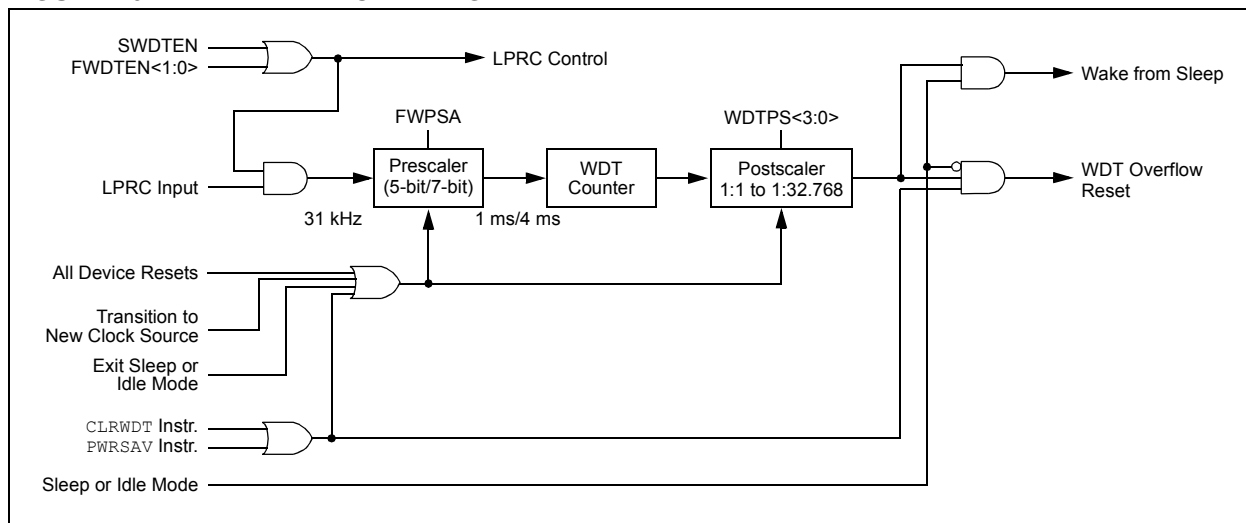 SWDTEN
FWDTEN<1:0>
LPRC Control
Wake from Sleep
FWPSA
WDTPS<3:0>
LPRC Input
Prescaler
(5-bit/7-bit)
WDT
Counter
Postscaler
1:1 to 1:32.768
WDT Overflow
Reset
31 kHz
1 ms/4 ms
All Device Resets
Transition to
New Clock Source
Exit Sleep or
Idle Mode
CLRWDT Instr.
PWRSAV Instr.
Sleep or Idle Mode